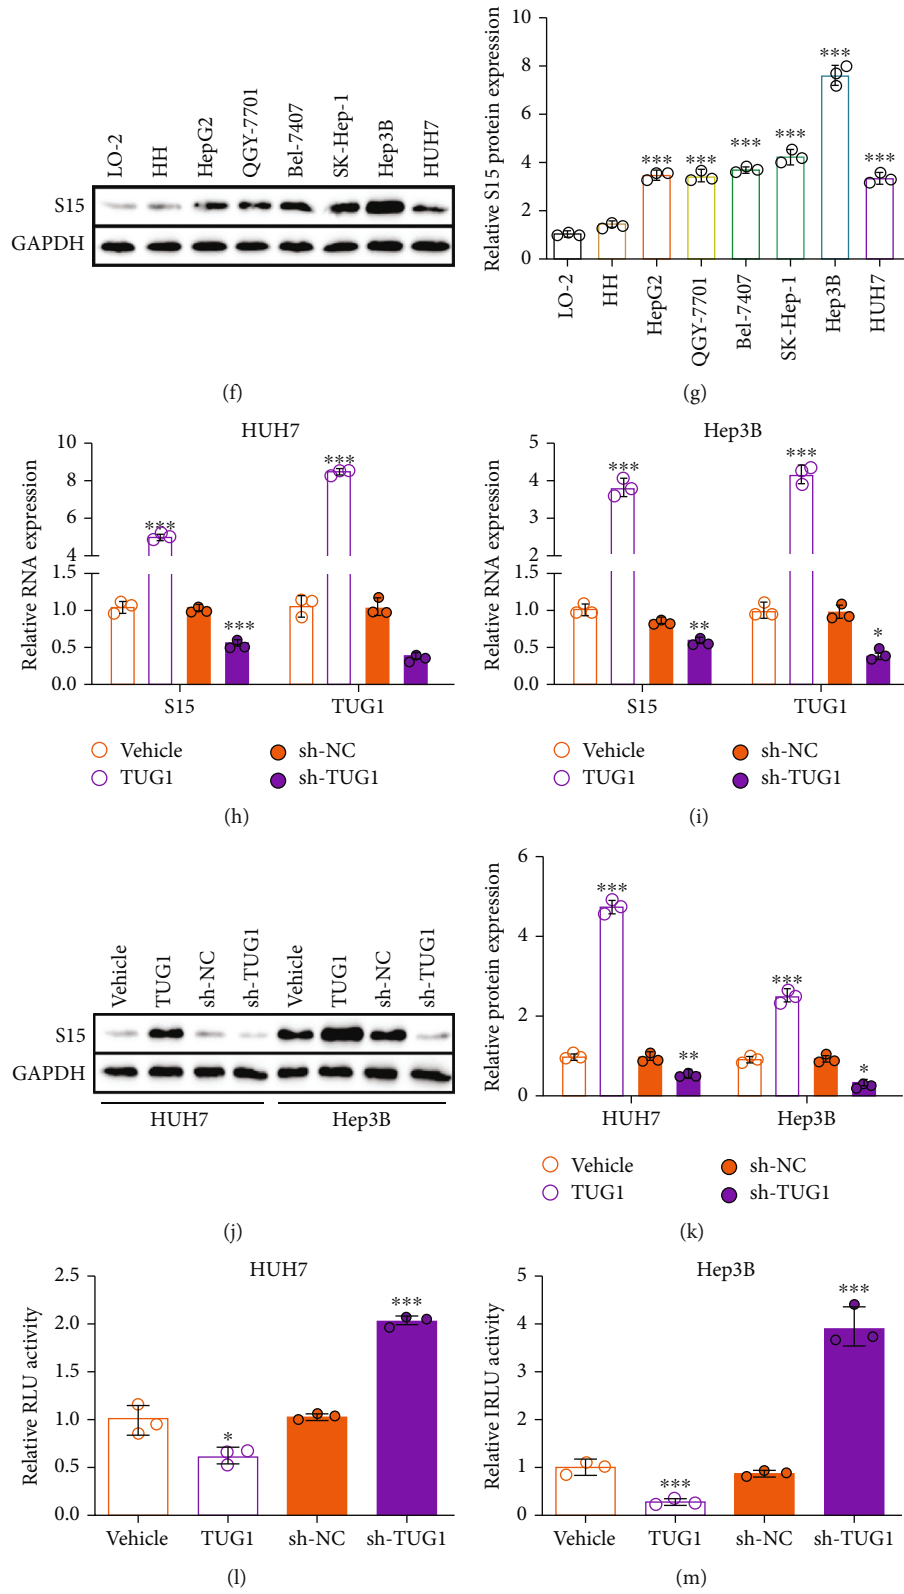 LO-2
HH
HepG2
QGY-7701
Bel-7407
SK-Hep-1
Hep3B
HUH7
S15
GAPDH
(f)
Relative S15 protein expression
10
8
6
4
2
0
***
***
***
***
***
***
LO-2
HH
HepG2
QGY-7701
Bel-7407
SK-Hep-1
Hep3B
HUH7
(g)
HUH7
Relative RNA expression
10
8
6
4
1.5
1.0
0.5
0.0
***
***
***
S15
TUG1
Vehicle
TUG1
sh-NC
sh-TUG1
(h)
Hep3B
Relative RNA expression
5
4
3
2
1.5
1.0
0.5
0.0
***
**
***
*
S15
TUG1
Vehicle
TUG1
sh-NC
sh-TUG1
(i)
Vehicle
TUG1
sh-NC
sh-TUG1
Vehicle
TUG1
sh-NC
sh-TUG1
S15
GAPDH
HUH7
Hep3B
(j)
Relative protein expression
6
4
2
0
***
**
***
*
HUH7
Hep3B
Vehicle
TUG1
sh-NC
sh-TUG1
(k)
HUH7
Relative RLU activity
2.5
2.0
1.5
1.0
0.5
0.0
*
***
Vehicle
TUG1
sh-NC
sh-TUG1
(l)
Hep3B
Relative IRLU activity
5
4
3
2
1
0
***
***
Vehicle
TUG1
sh-NC
sh-TUG1
(m)